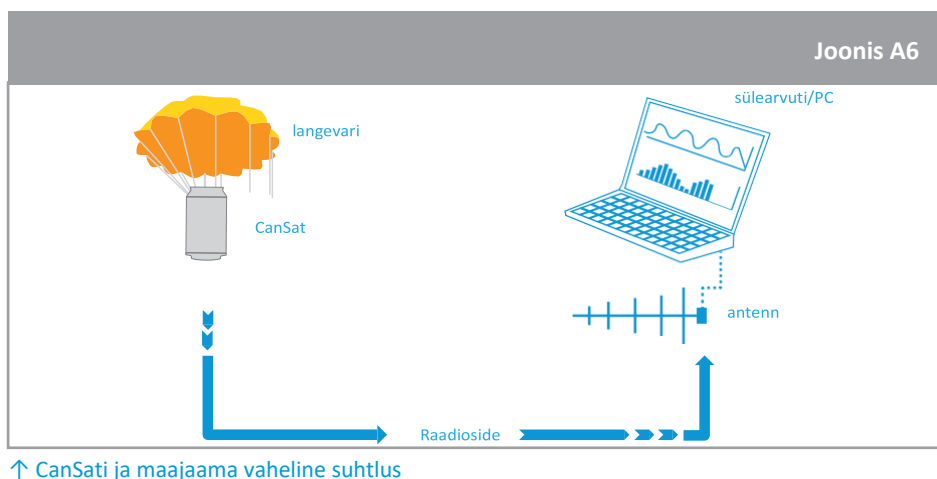 Joonis A6
langevari
sülearvuti/PC
CanSat
antenn
Raadioside
↑ CanSati ja maajaama vaheline suhtlus